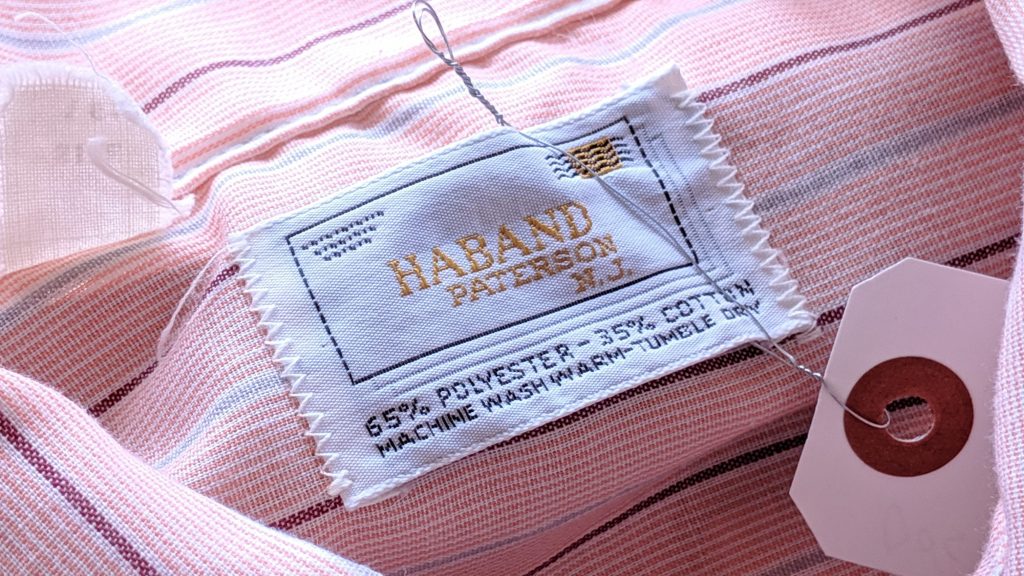 HABAND
PATERSON
N.J.
65% POLYESTER - 35% COTTON
MACHINE WASH WARM-TUMBLE DRY